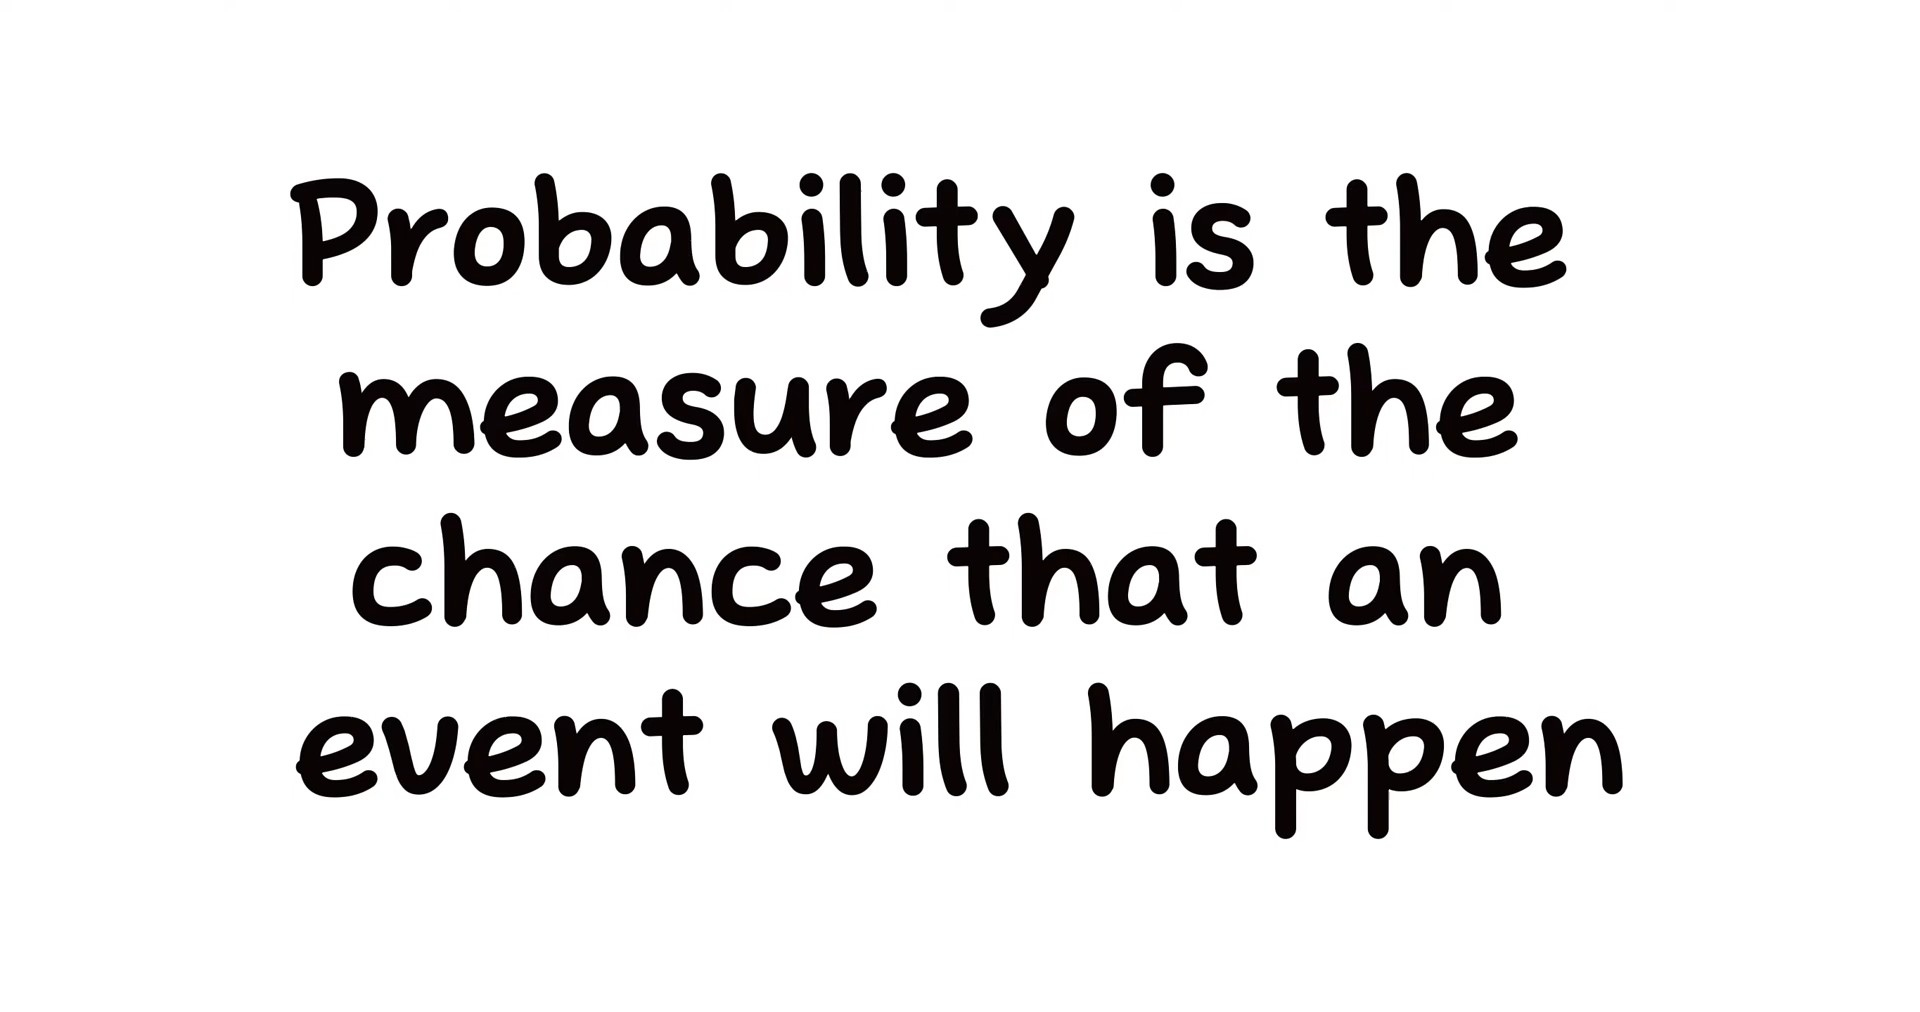 Probability is the
measure of the
chance that an
event will happen